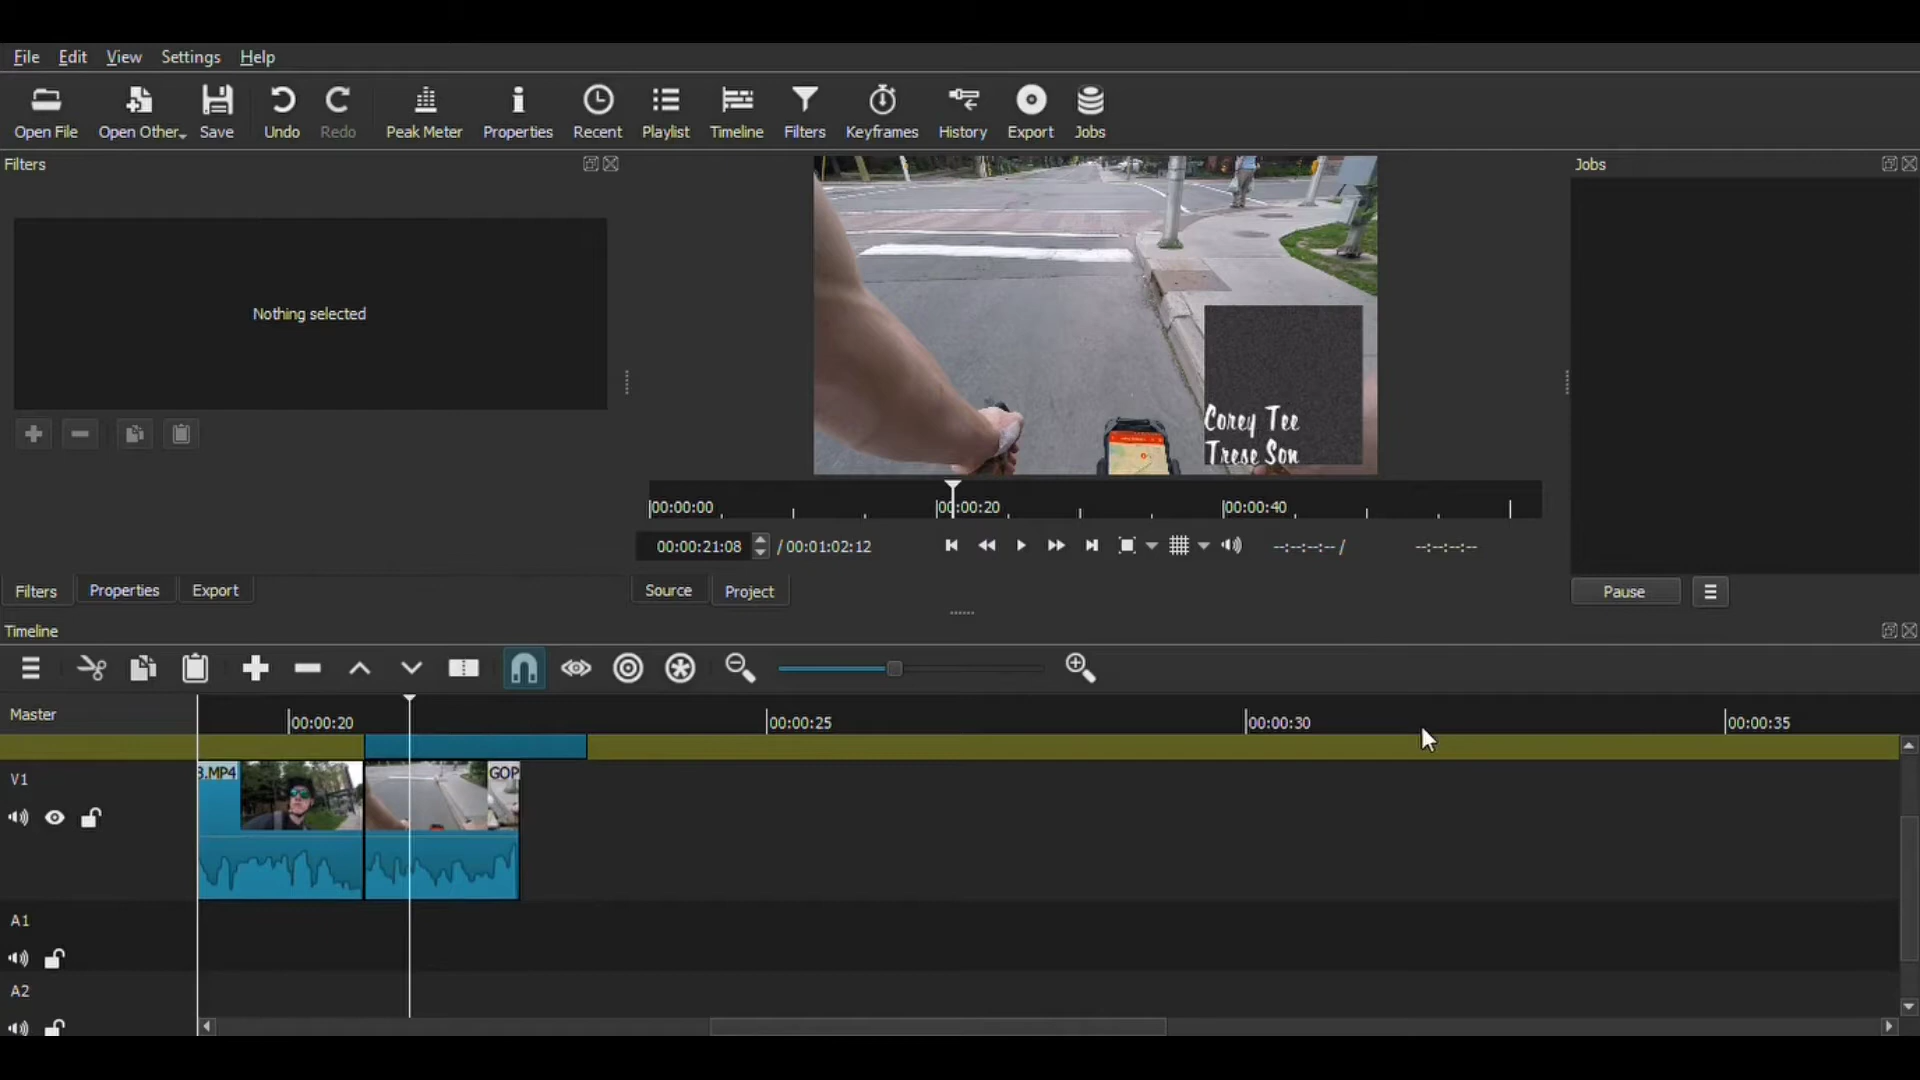 File Edit View Settings Help
Open File Open Other Save Undo Redo Peak Meter Properties Recent Playlist Timeline Filters Keyframes History Export Jobs
Filters
Jobs
Nothing selected
Corey Tee
Trese Son
00:00:00 00:00:20 00:00:40
00:00:21:08 / 00:01:02:12 --:--:--:-- / --:--:--:--
Filters Properties Export
Source Project
Pause
Timeline
Master
00:00:20 00:00:25 00:00:30 00:00:35
V1
3.MP4
GOP
A1
A2